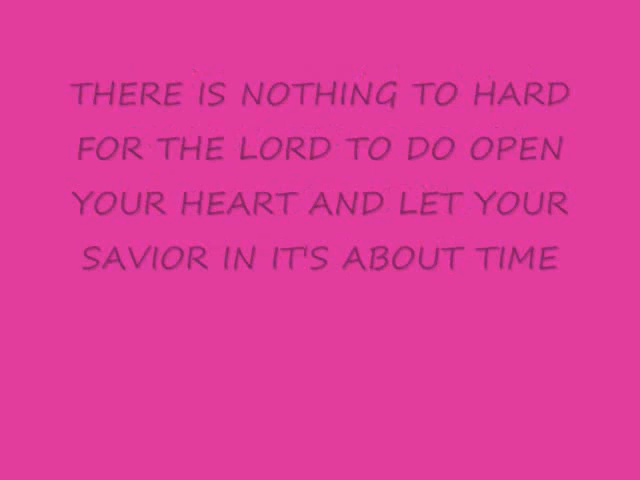 THERE IS NOTHING TO HARD
FOR THE LORD TO DO OPEN
YOUR HEART AND LET YOUR
SAVIOR IN IT'S ABOUT TIME